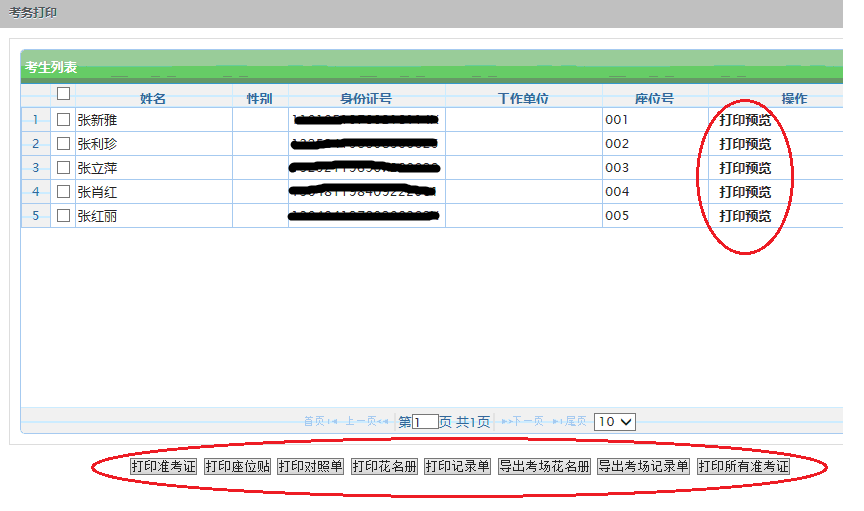 考务打印
考生列表
姓名 性别 身份证号 工作单位 座位号 操作
1 张新雅 001 打印预览
2 张利珍 002 打印预览
3 张立萍 003 打印预览
4 张肖红 004 打印预览
5 张红丽 005 打印预览
首页 上一页 第1页 共1页 下一页 尾页 10
打印准考证 打印座位贴 打印对照单 打印花名册 打印记录单 导出考场花名册 导出考场记录单 打印所有准考证